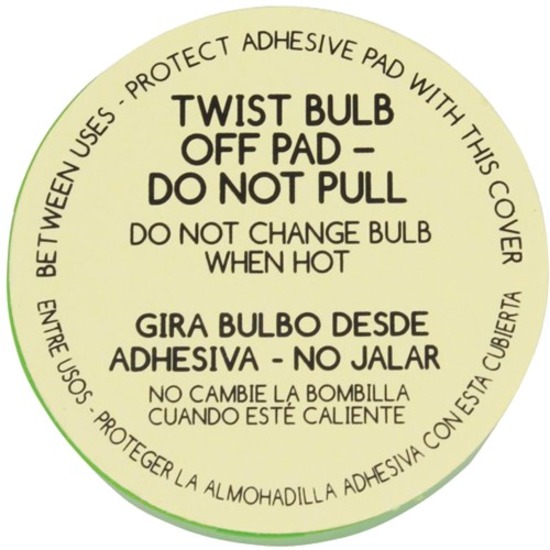 BETWEEN USES - PROTECT ADHESIVE PAD WITH THIS COVER
TWIST BULB
OFF PAD –
DO NOT PULL
DO NOT CHANGE BULB
WHEN HOT
GIRA BULBO DESDE
ADHESIVA - NO JALAR
NO CAMBIE LA BOMBILLA
CUANDO ESTÉ CALIENTE
ENTRE USOS - PROTEGER LA ALMOHADILLA ADHESIVA CON ESTA CUBIERTA